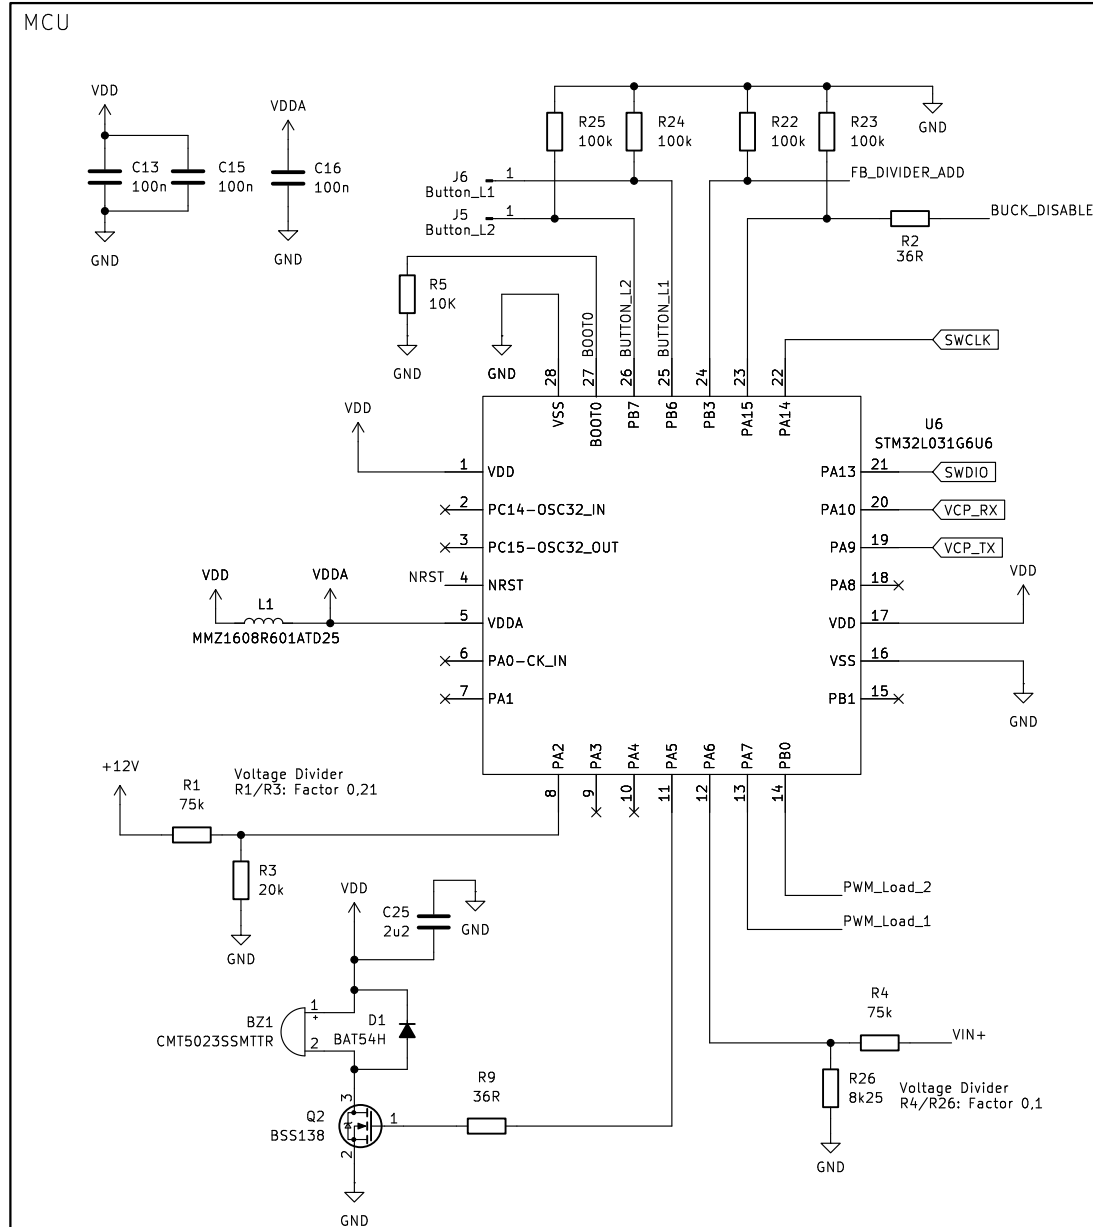 MCU
VDD
C13
100n
C15
100n
GND
VDDA
C16
100n
GND
R25
100k
R24
100k
R22
100k
R23
100k
GND
J6
Button_L1
1
J5
Button_L2
1
FB_DIVIDER_ADD
BUCK_DISABLE
R2
36R
R5
10K
GND
GND
BOOT0
BUTTON_L2
BUTTON_L1
28
27
26
25
24
23
22
VSS
BOOT0
PB7
PB6
PB3
PA15
PA14
SWCLK
U6
STM32L031G6U6
VDD
1
VDD
2
PC14-OSC32_IN
3
PC15-OSC32_OUT
NRST
4
NRST
VDD
L1
MMZ1608R601ATD25
VDDA
5
VDDA
6
PA0-CK_IN
7
PA1
PA13
21
SWDIO
PA10
20
VCP_RX
PA9
19
VCP_TX
PA8
18
VDD
17
VDD
VSS
16
GND
PB1
15
PA2
PA3
PA4
PA5
PA6
PA7
PB0
8
9
10
11
12
13
14
+12V
R1
75k
Voltage Divider
R1/R3: Factor 0,21
R3
20k
GND
VDD
C25
2u2
GND
PWM_Load_2
PWM_Load_1
BZ1
CMT5023SSMTTR
1
+
2
D1
BAT54H
R4
75k
VIN+
R26
8k25
Voltage Divider
R4/R26: Factor 0,1
GND
R9
36R
Q2
BSS138
3
1
2
GND